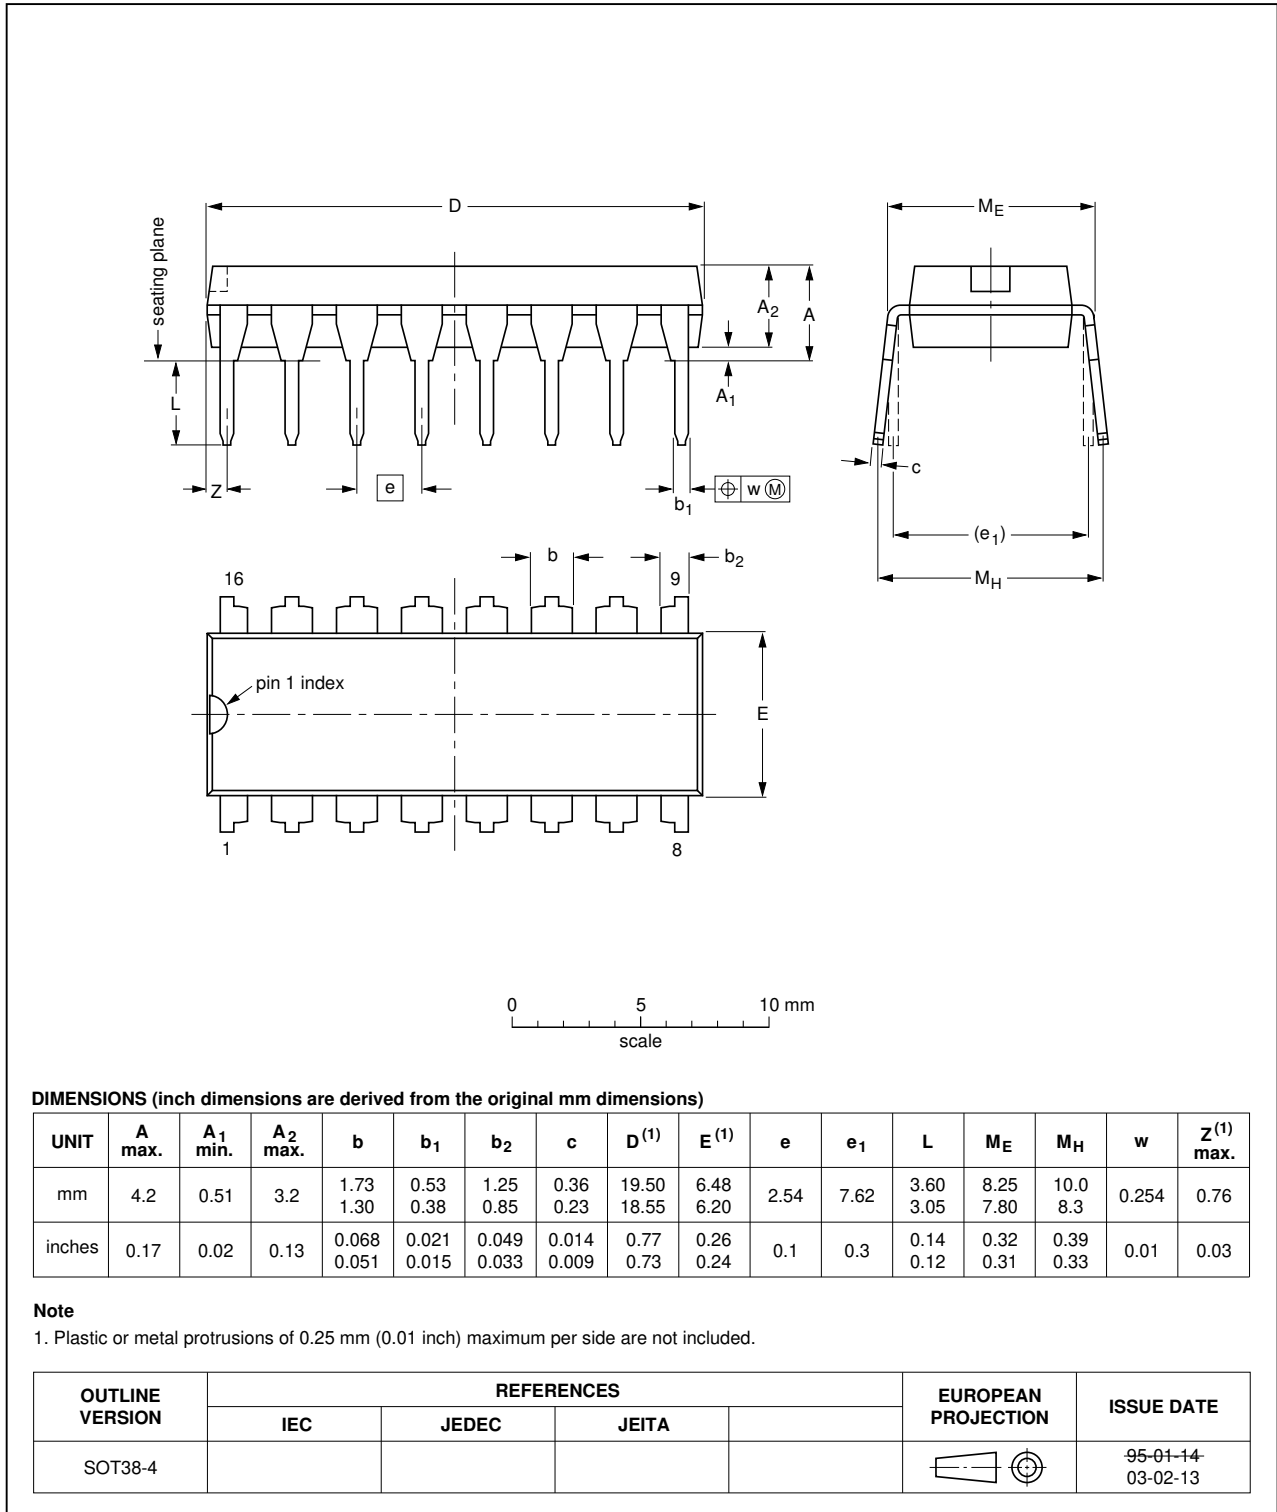 D
ME
seating plane
A2
A
A1
L
c
Z
e
b1
w M
(e1)
MH
b
b2
16
9
pin 1 index
E
1
8
0 5 10 mm
scale
DIMENSIONS (inch dimensions are derived from the original mm dimensions)
UNIT A max. A1 min. A2 max. b b1 b2 c D(1) E(1) e e1 L ME MH w Z(1) max.
mm 4.2 0.51 3.2 1.73 1.30 0.53 0.38 1.25 0.85 0.36 0.23 19.50 18.55 6.48 6.20 2.54 7.62 3.60 3.05 8.25 7.80 10.0 8.3 0.254 0.76
inches 0.17 0.02 0.13 0.068 0.051 0.021 0.015 0.049 0.033 0.014 0.009 0.77 0.73 0.26 0.24 0.1 0.3 0.14 0.12 0.32 0.31 0.39 0.33 0.01 0.03
Note
1. Plastic or metal protrusions of 0.25 mm (0.01 inch) maximum per side are not included.
OUTLINE VERSION REFERENCES EUROPEAN PROJECTION ISSUE DATE
IEC JEDEC JEITA
SOT38-4 95-01-14
03-02-13